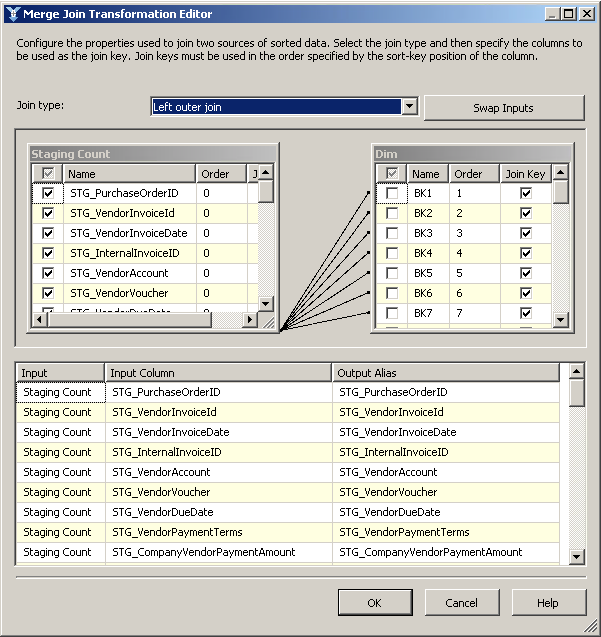 Merge Join Transformation Editor
Configure the properties used to join two sources of sorted data. Select the join type and then specify the columns to
be used as the join key. Join keys must be used in the order specified by the sort-key position of the column.
Join type: Left outer join Swap Inputs
Staging Count
Name Order J
STG_PurchaseOrderID 0
STG_VendorInvoiceId 0
STG_VendorInvoiceDate 0
STG_InternalInvoiceID 0
STG_VendorAccount 0
STG_VendorVoucher 0
STG_VendorDueDate 0
Dim
Name Order Join Key
BK1 1
BK2 2
BK3 3
BK4 4
BK5 5
BK6 6
BK7 7
Input Input Column Output Alias
Staging Count STG_PurchaseOrderID STG_PurchaseOrderID
Staging Count STG_VendorInvoiceId STG_VendorInvoiceId
Staging Count STG_VendorInvoiceDate STG_VendorInvoiceDate
Staging Count STG_InternalInvoiceID STG_InternalInvoiceID
Staging Count STG_VendorAccount STG_VendorAccount
Staging Count STG_VendorVoucher STG_VendorVoucher
Staging Count STG_VendorDueDate STG_VendorDueDate
Staging Count STG_VendorPaymentTerms STG_VendorPaymentTerms
Staging Count STG_CompanyVendorPaymentAmount STG_CompanyVendorPaymentAmount
OK Cancel Help